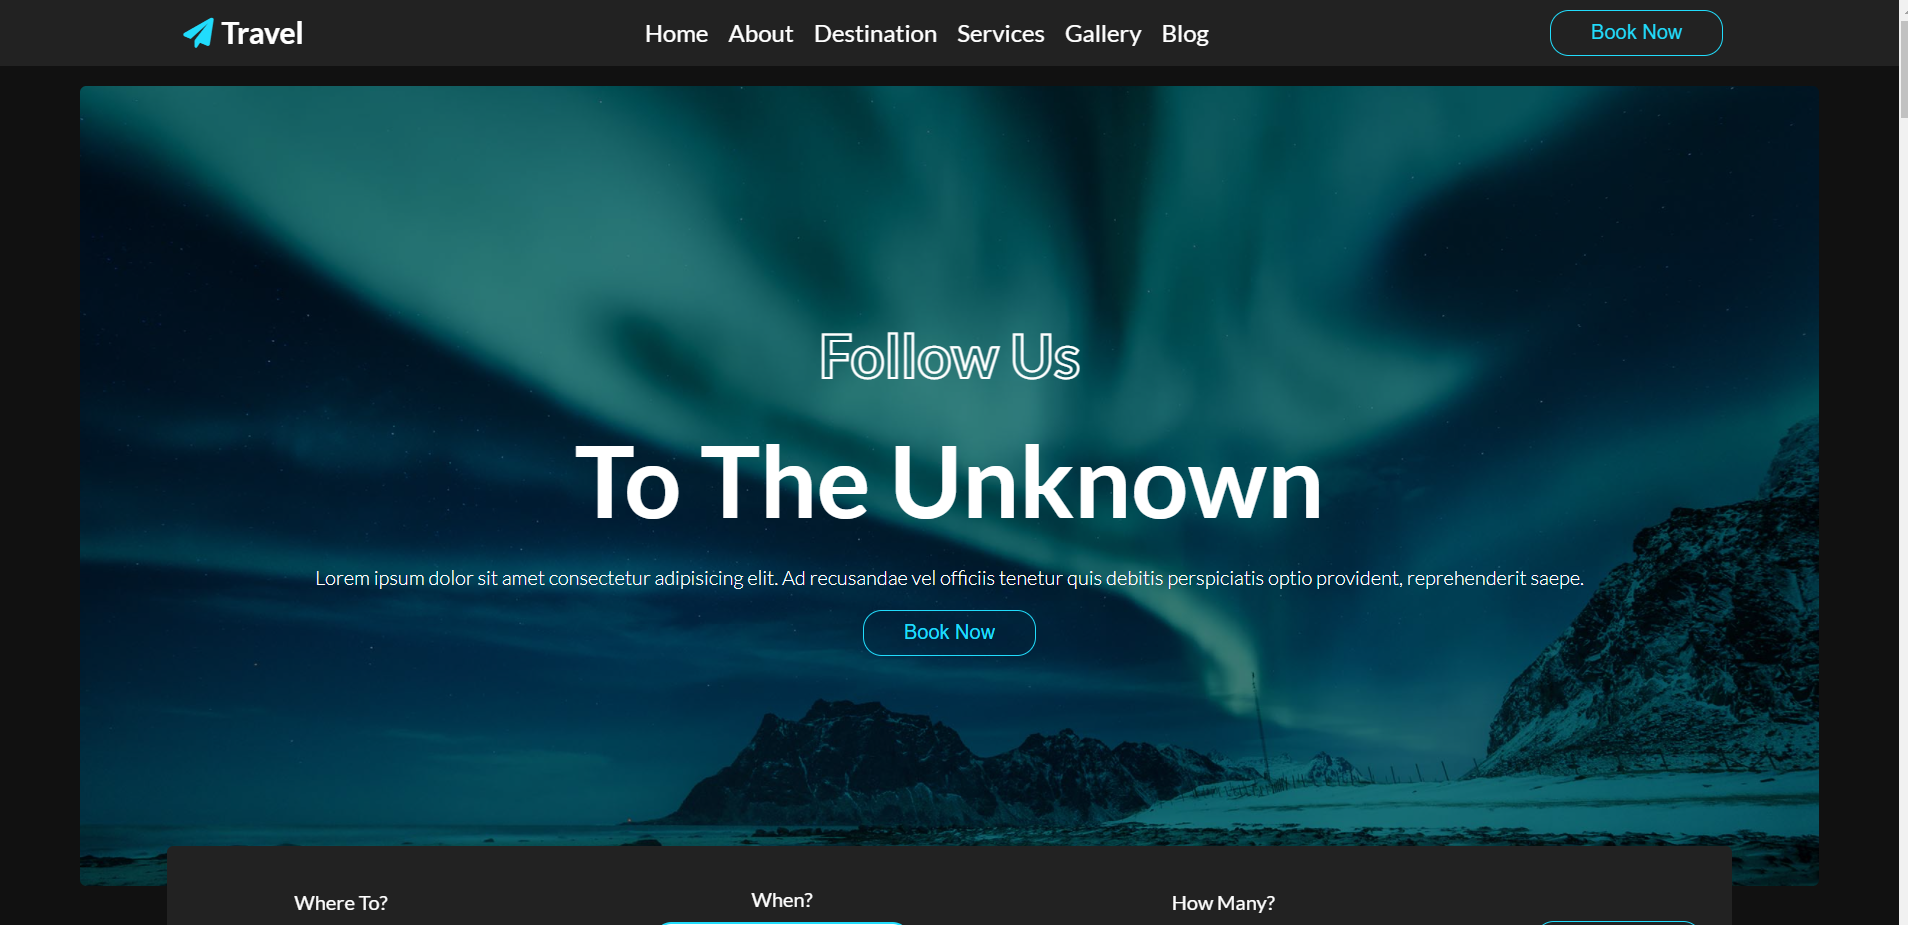 Travel
Home About Destination Services Gallery Blog
Book Now
Follow Us
To The Unknown
Lorem ipsum dolor sit amet consectetur adipisicing elit. Ad recusandae vel officiis tenetur quis debitis perspiciatis optio provident, reprehenderit saepe.
Book Now
Where To?
When?
How Many?